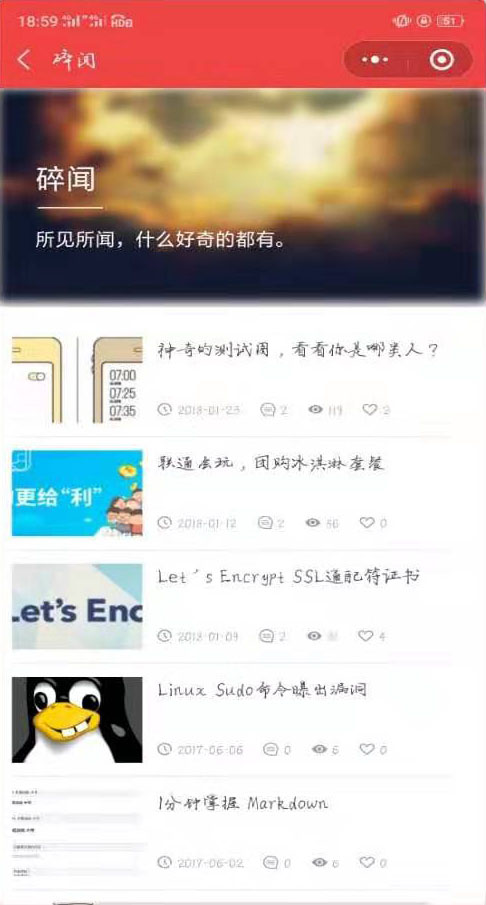 18:59
51
碎闻
碎闻
所见所闻，什么好奇的都有。
07:00
07:25
07:35
神奇的测试图，看看你是哪类人？
2018-01-23 2 119 2
更给“利”
联通会玩，团购冰淇淋套餐
2018-01-12 2 56 0
Let's Enc
Let's Encrypt SSL通配符证书
2018-01-09 2 4
Linux Sudo命令曝出漏洞
2017-06-06 0 6 0
1分钟掌握 Markdown
2017-06-02 0 6 0